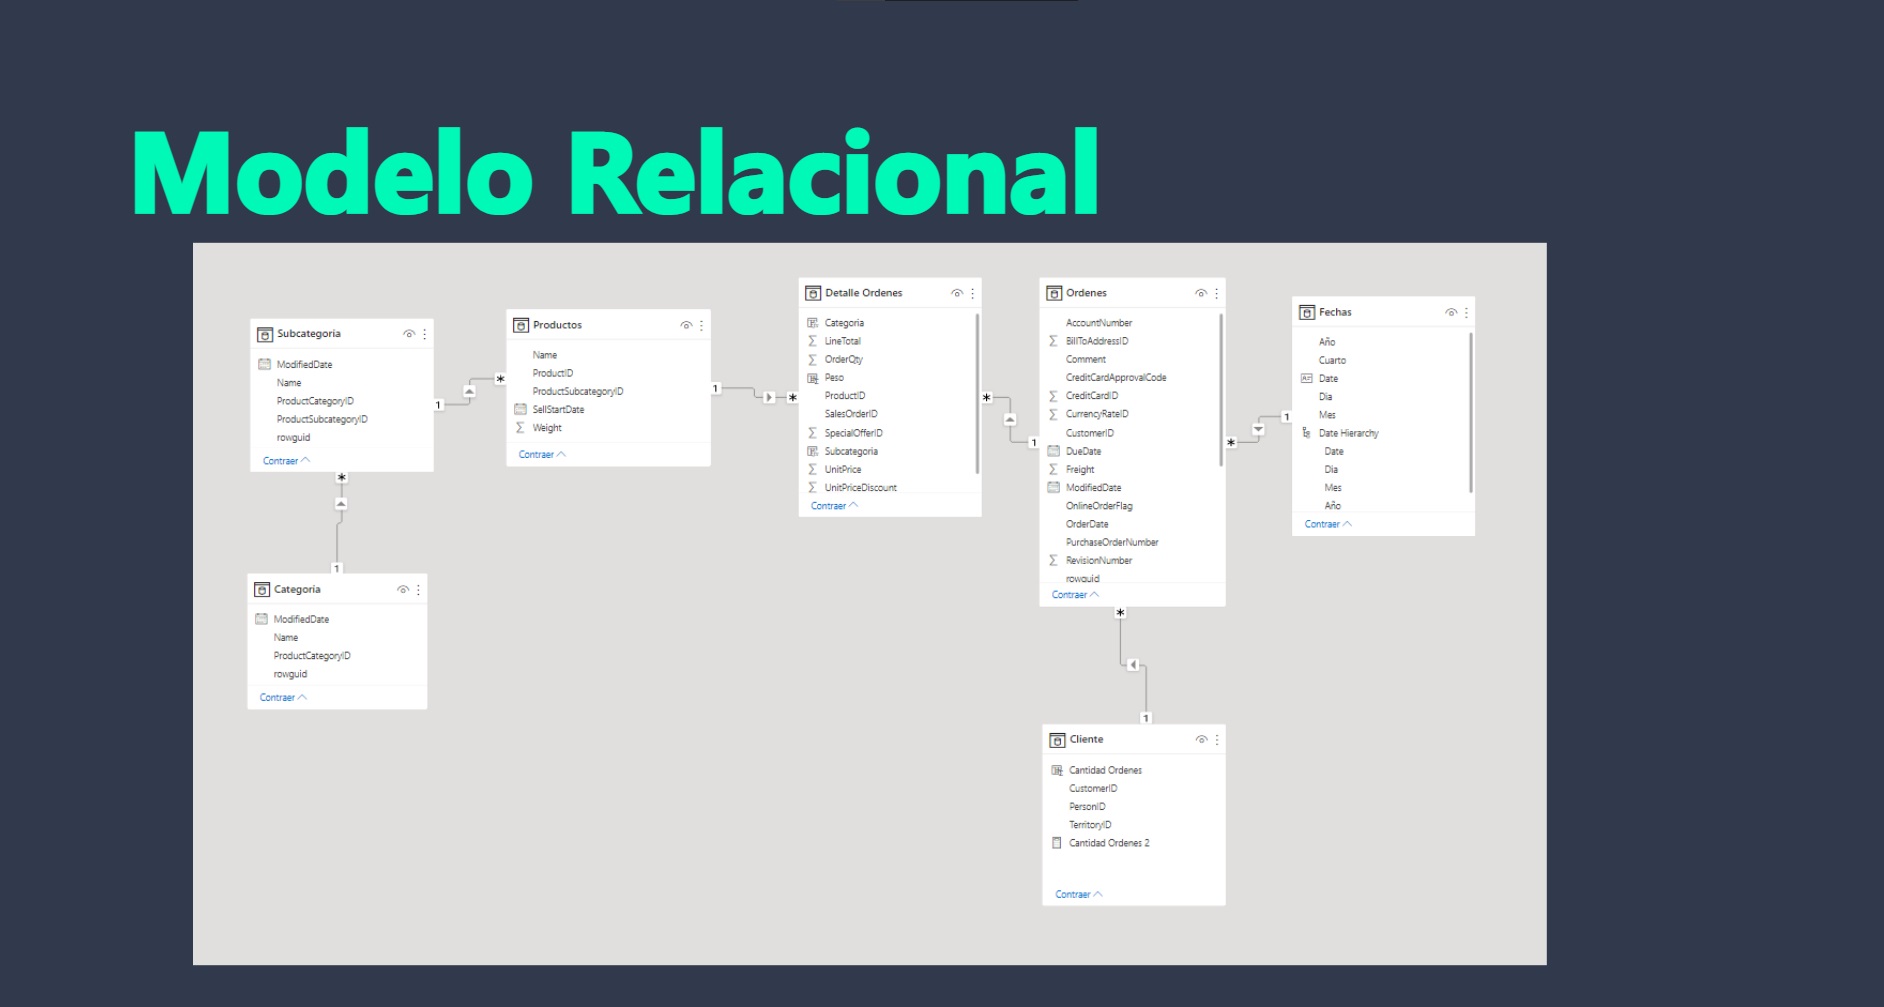 Modelo Relacional
Subcategoria
ModifiedDate
Name
ProductCategoryID
ProductSubcategoryID
rowguid
Contraer
1
*
Productos
Name
ProductID
ProductSubcategoryID
SellStartDate
Weight
Contraer
*
1
Detalle Ordenes
Categoria
LineTotal
OrderQty
Peso
ProductID
SalesOrderID
SpecialOfferID
Subcategoria
UnitPrice
UnitPriceDiscount
Contraer
*
*
Ordenes
AccountNumber
BillToAddressID
Comment
CreditCardApprovalCode
CreditCardID
CurrencyRateID
CustomerID
DueDate
Freight
ModifiedDate
OnlineOrderFlag
OrderDate
PurchaseOrderNumber
RevisionNumber
rowguid
Contraer
1
*
*
Fechas
Año
Cuarto
Date
Dia
Mes
Date Hierarchy
Date
Dia
Mes
Año
Contraer
1
Categoria
ModifiedDate
Name
ProductCategoryID
rowguid
Contraer
1
Cliente
Cantidad Ordenes
CustomerID
PersonID
TerritoryID
Cantidad Ordenes 2
Contraer
1